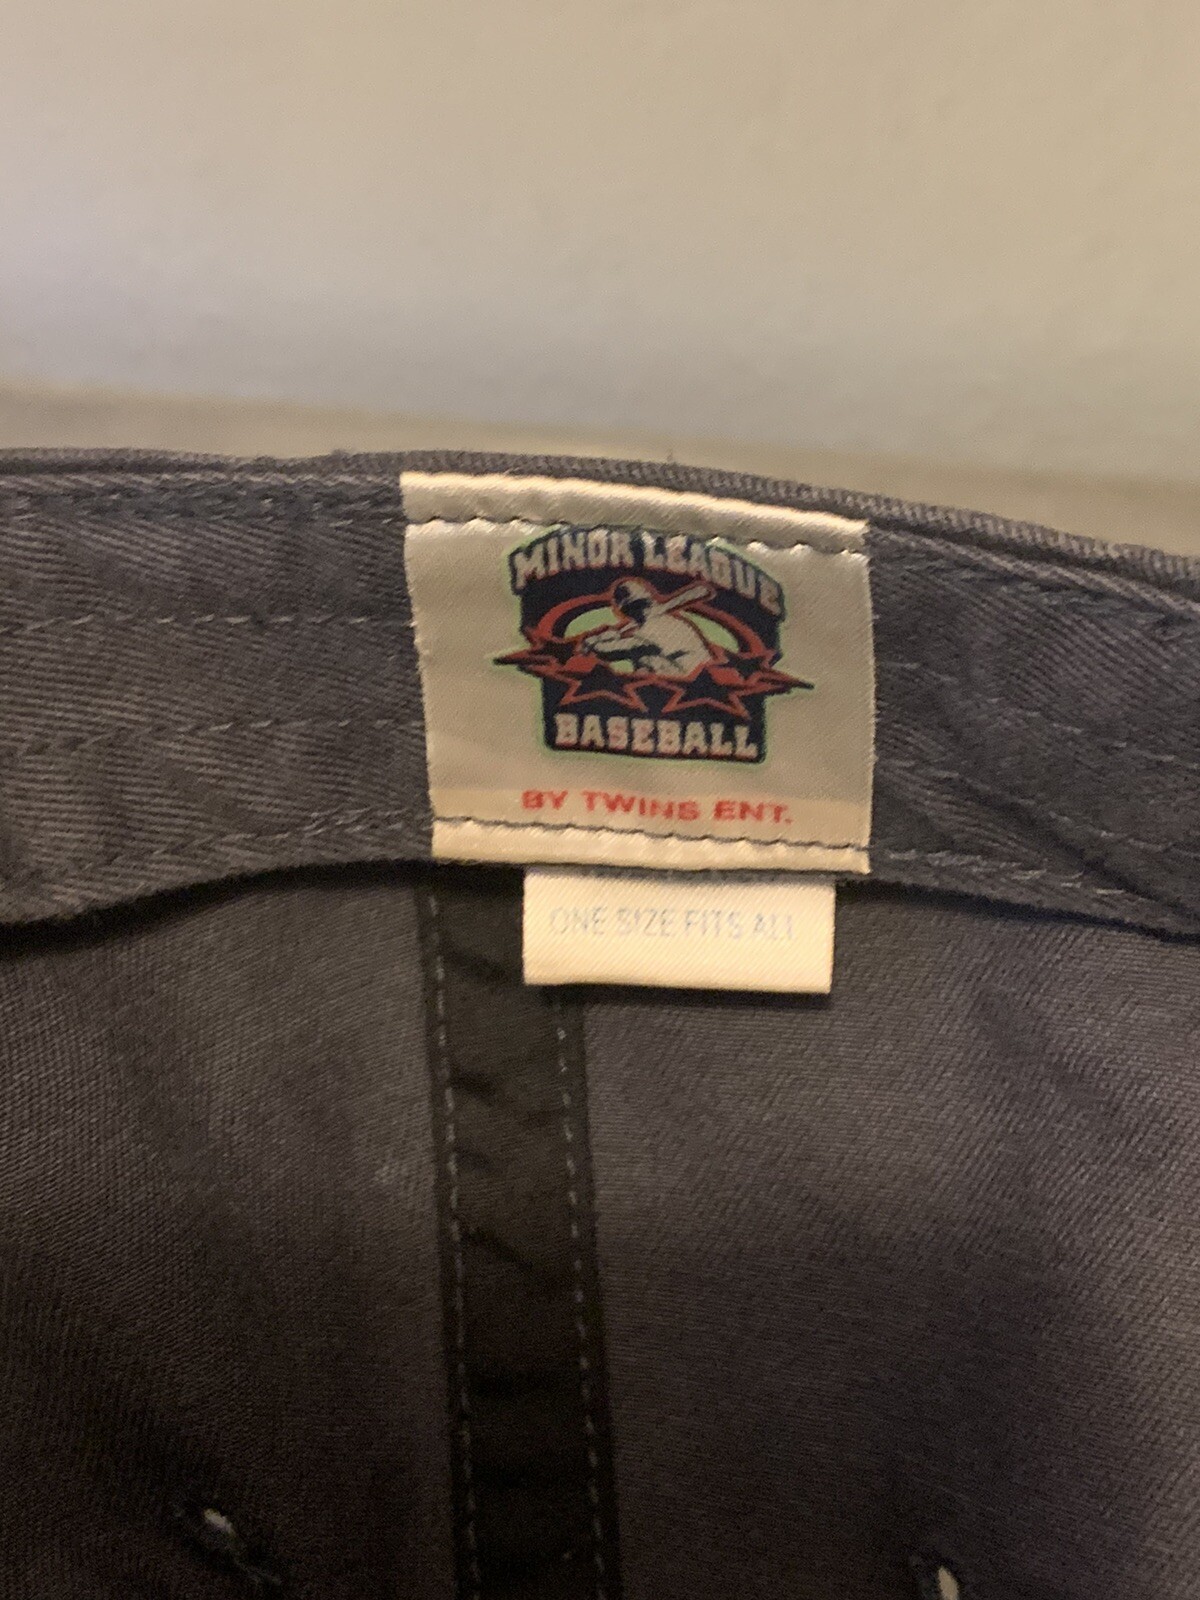 MINOR LEAGUE
BASEBALL
BY TWINS ENT.
ONE SIZE FITS ALL